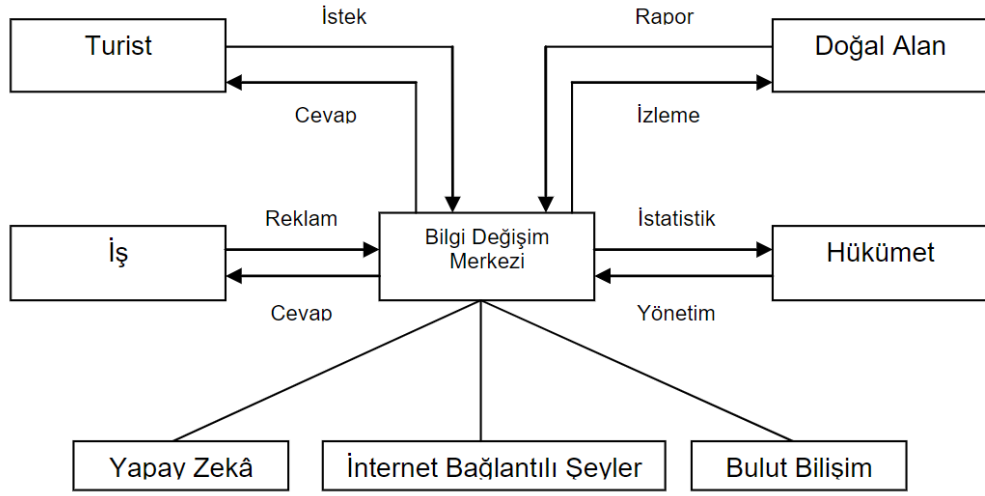 İstek
Rapor
Turist
Doğal Alan
Cevap
İzleme
Reklam
İstatistik
İş
Bilgi Değişim
Merkezi
Hükümet
Cevap
Yönetim
Yapay Zekâ
İnternet Bağlantılı Şeyler
Bulut Bilişim